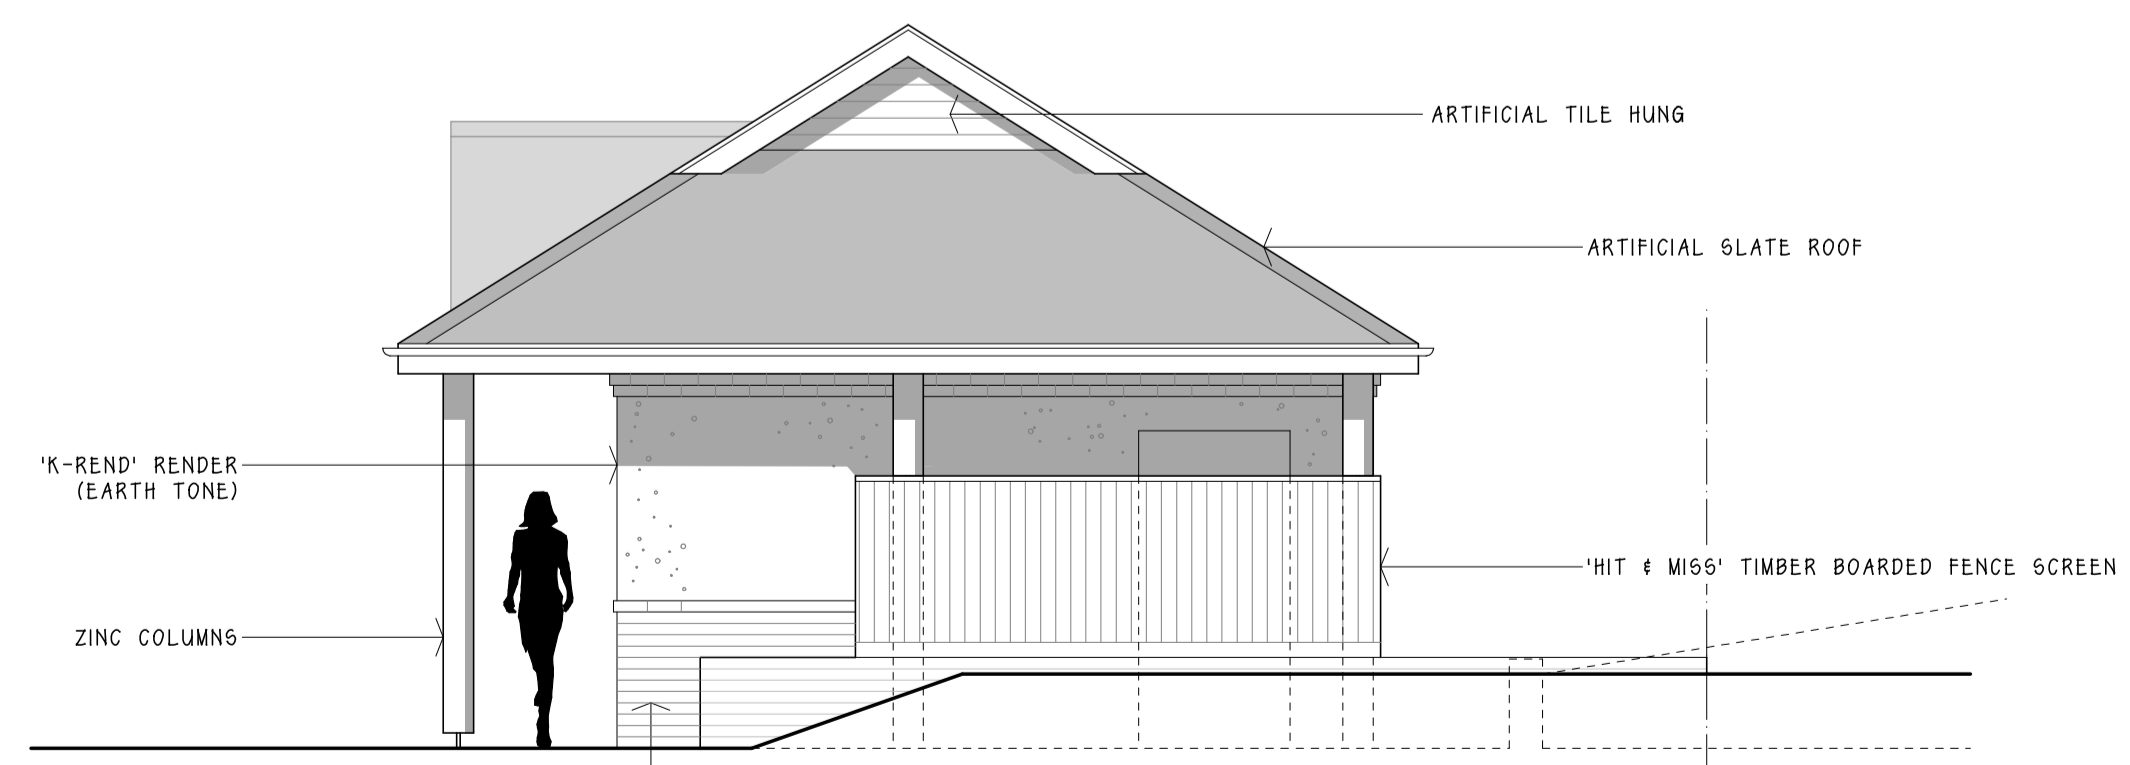 ARTIFICIAL TILE HUNG
ARTIFICIAL SLATE ROOF
'K-REND' RENDER
(EARTH TONE)
'HIT & MISS' TIMBER BOARDED FENCE SCREEN
ZINC COLUMNS